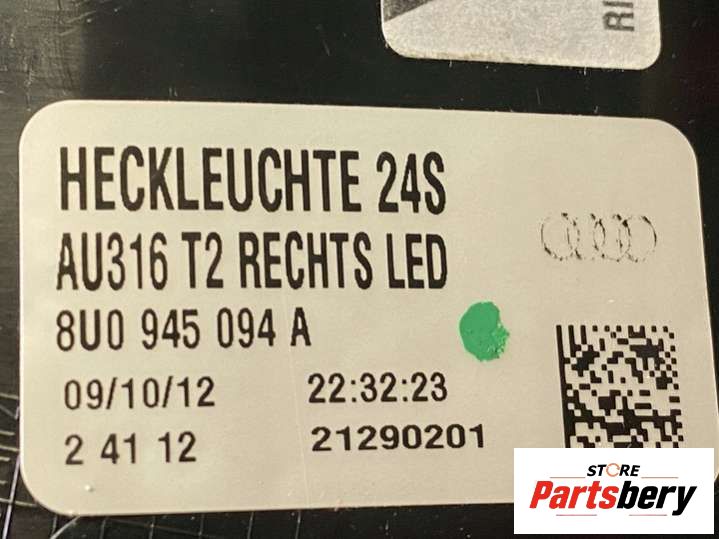 RI
HECKLEUCHTE 24S
AU316 T2 RECHTS LED
8U0 945 094 A
09/10/12 22:32:23
2 41 12 21290201
STORE
Partsbery